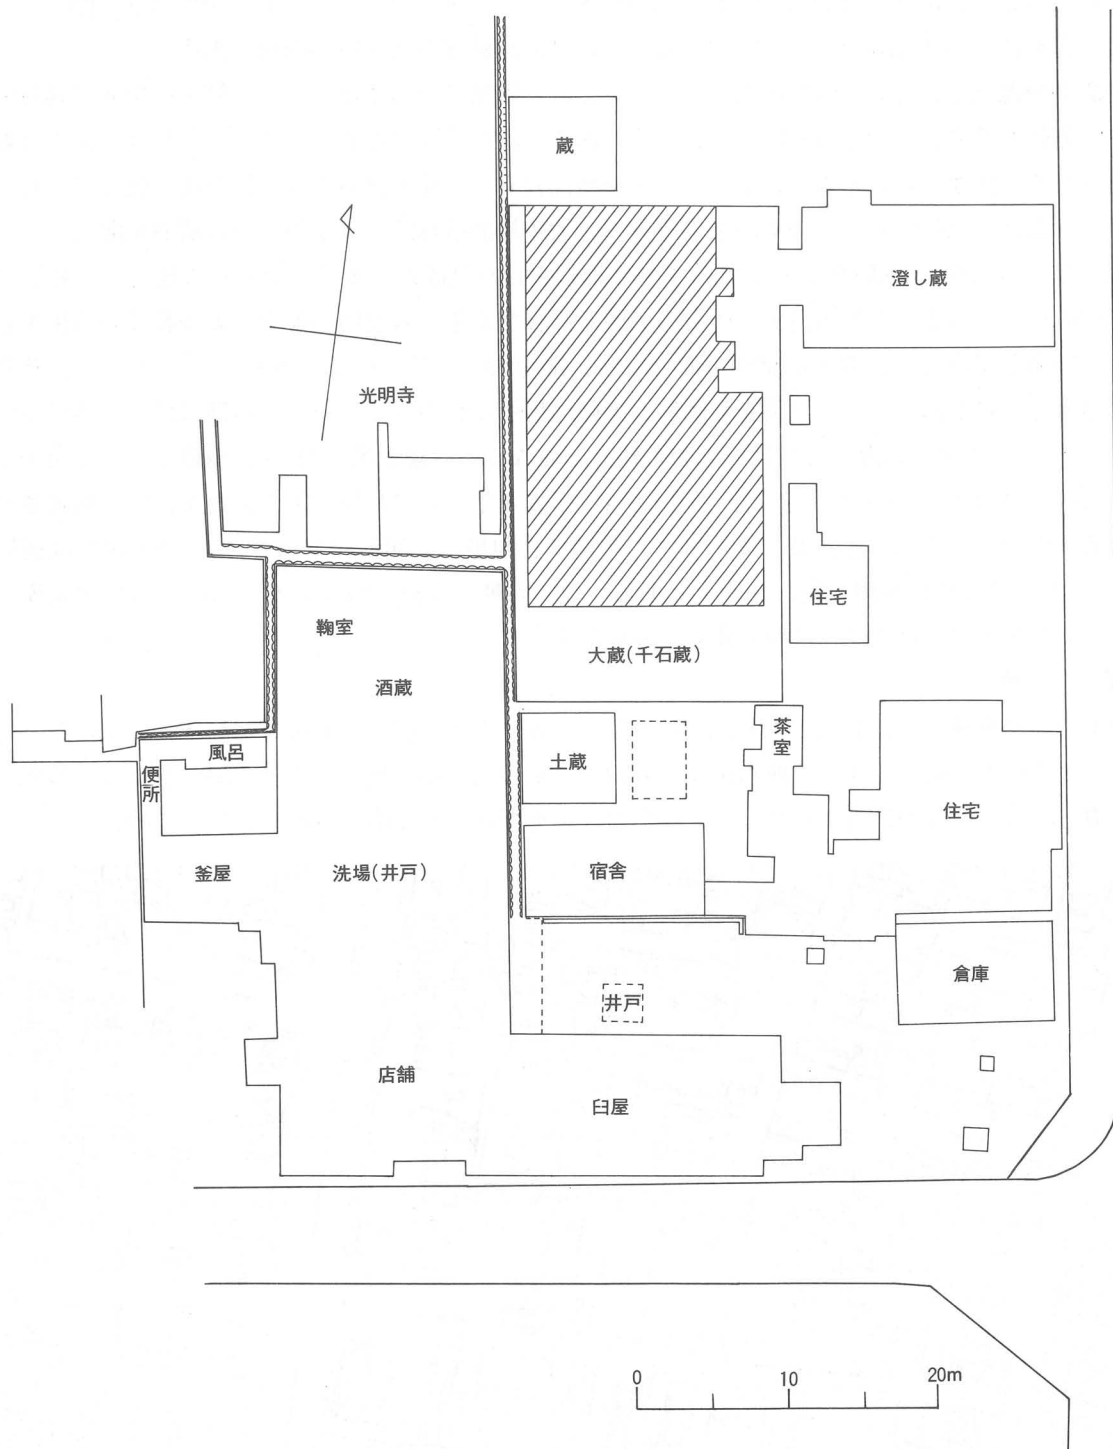 蔵
澄し蔵
光明寺
住宅
鞠室
大蔵(千石蔵)
酒蔵
茶室
風呂
土蔵
便所
住宅
釜屋
洗場(井戸)
宿舎
倉庫
井戸
店舗
臼屋
0 10 20m